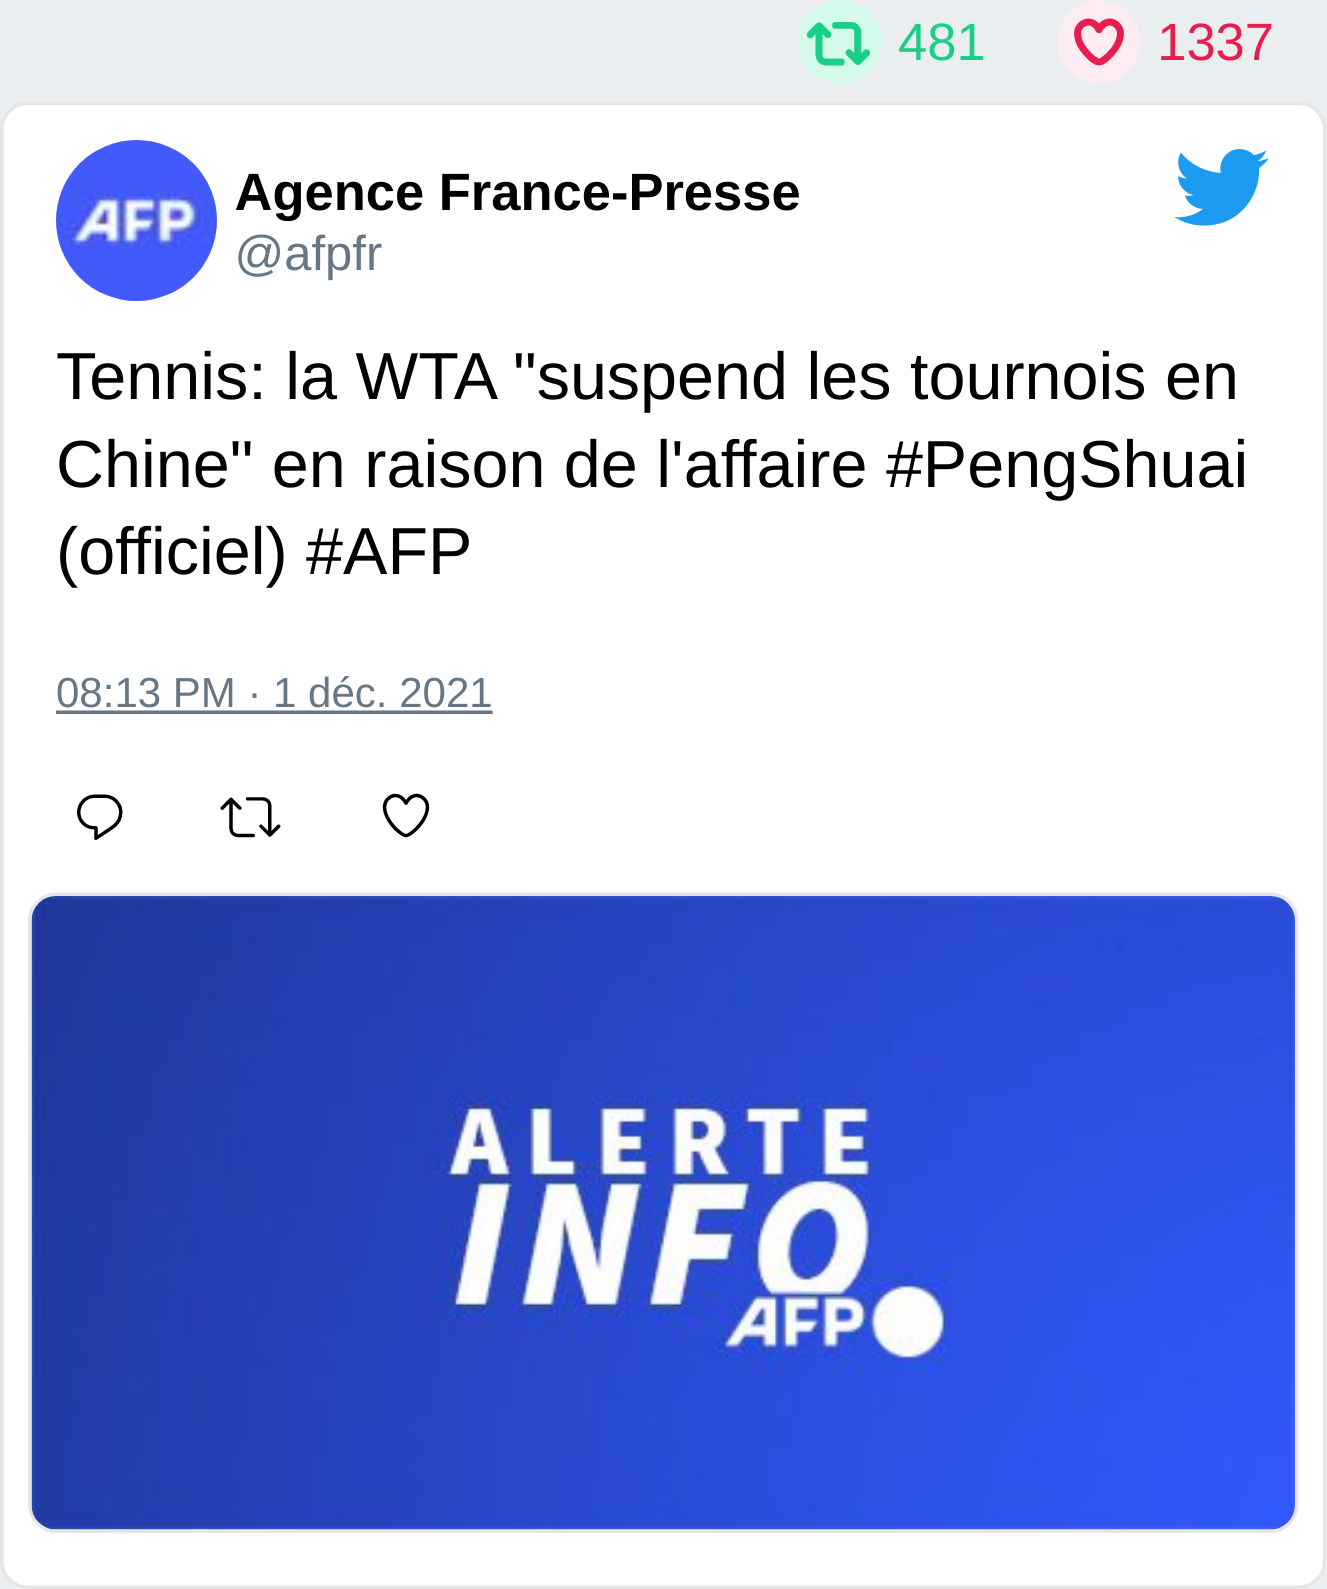 481 1337
AFP
Agence France-Presse
@afpfr
Tennis: la WTA "suspend les tournois en
Chine" en raison de l'affaire #PengShuai
(officiel) #AFP
08:13 PM · 1 déc. 2021
ALERTE
INFO
AFP